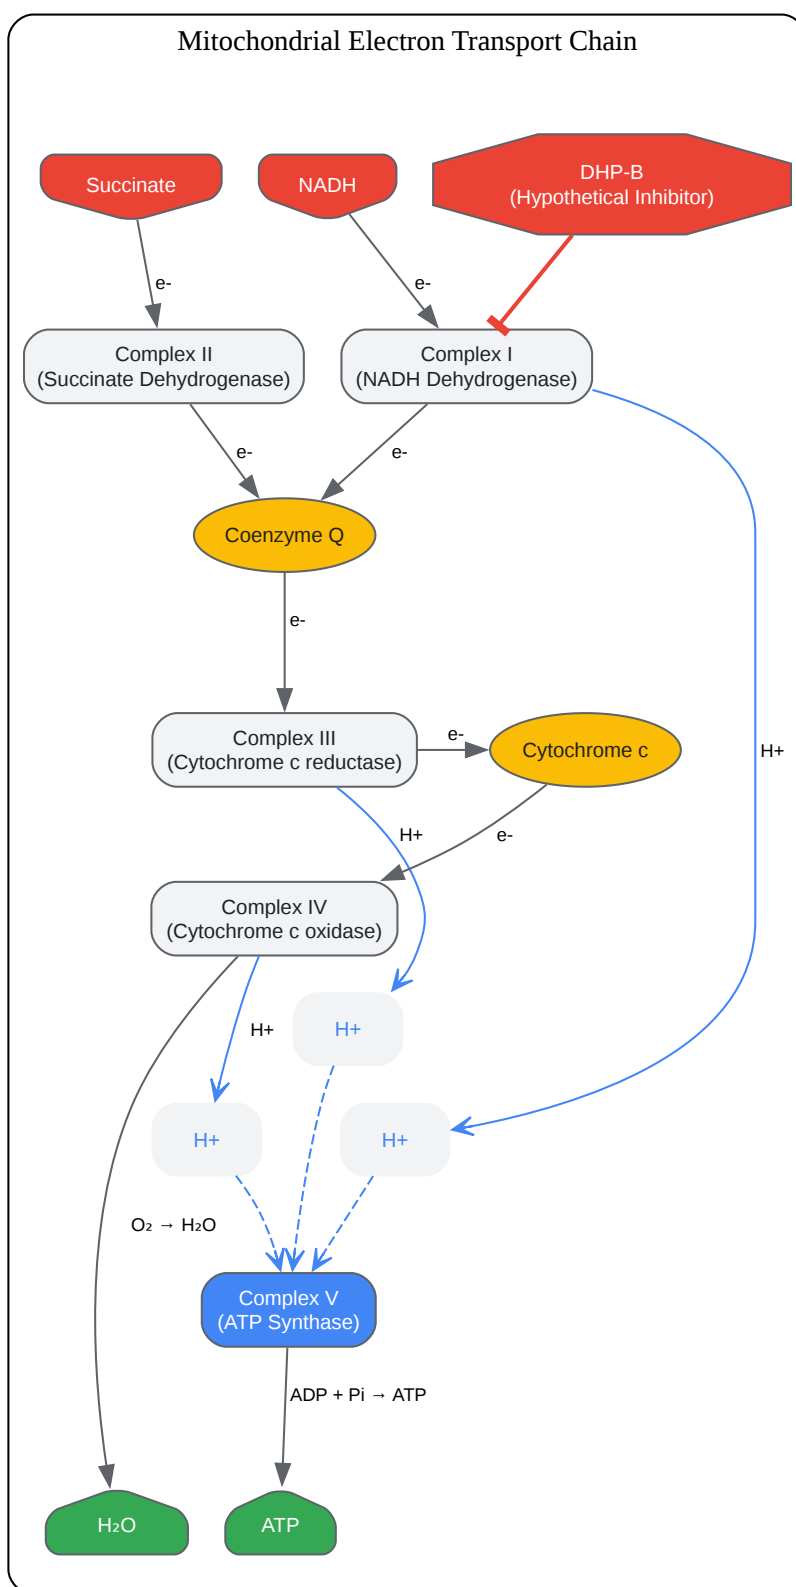 Mitochondrial Electron Transport Chain
Succinate
NADH
DHP-B
(Hypothetical Inhibitor)
e-
e-
Complex II
(Succinate Dehydrogenase)
Complex I
(NADH Dehydrogenase)
e-
e-
Coenzyme Q
e-
Complex III
(Cytochrome c reductase)
e-
Cytochrome c
H+
H+
e-
Complex IV
(Cytochrome c oxidase)
H+
H+
H+
H+
O₂ → H₂O
Complex V
(ATP Synthase)
ADP + Pi → ATP
H₂O
ATP